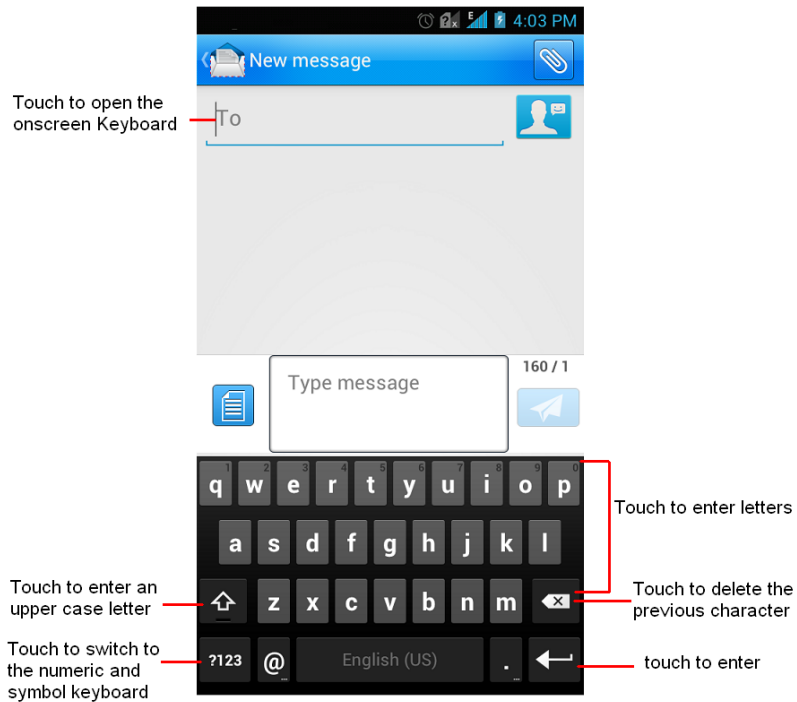 4:03 PM
New message
Touch to open the
onscreen Keyboard
To
160 / 1
Type message
1 2 3 4 5 6 7 8 9 0
q w e r t y u i o p
Touch to enter letters
a s d f g h j k l
Touch to enter an
upper case letter
z x c v b n m
Touch to delete the
previous character
Touch to switch to
the numeric and
symbol keyboard
?123 @ English (US) .
touch to enter